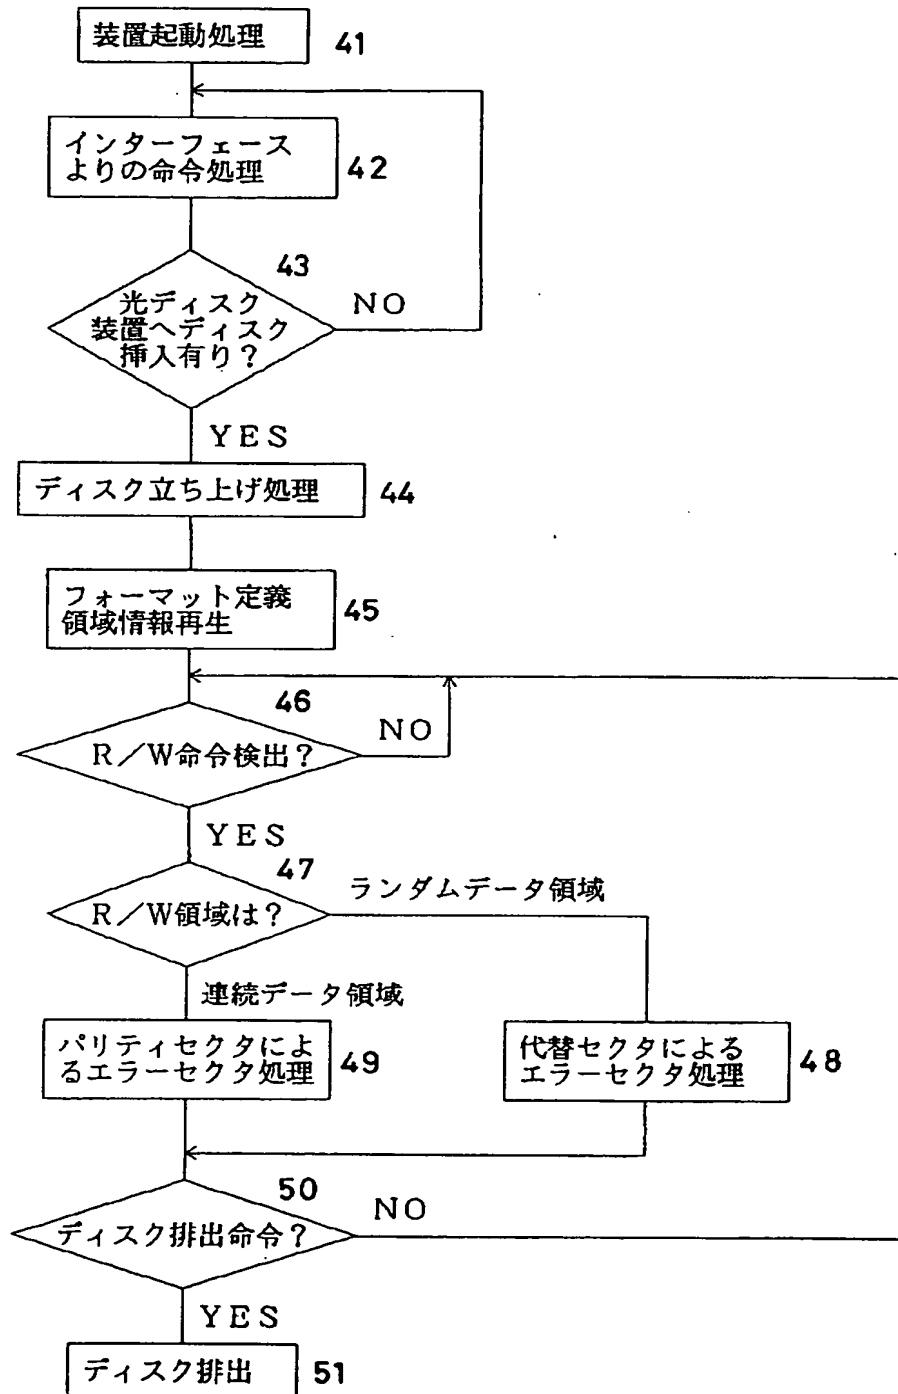 装置起動処理
41
インターフェース
よりの命令処理
42
43
光ディスク
装置へディスク
挿入有り？
NO
YES
ディスク立ち上げ処理
44
フォーマット定義
領域情報再生
45
46
R／W命令検出？
NO
YES
47
R／W領域は？
ランダムデータ領域
連続データ領域
パリティセクタによ
るエラーセクタ処理
49
代替セクタによる
エラーセクタ処理
48
50
ディスク排出命令？
NO
YES
ディスク排出
51